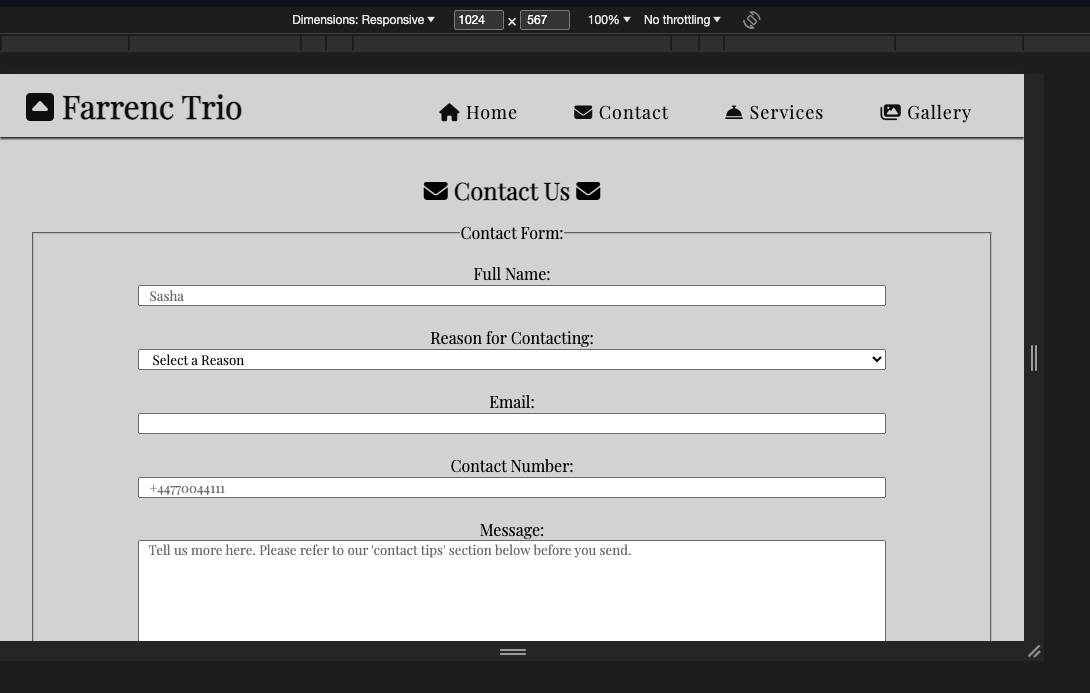 Dimensions: Responsive 1024 × 567 100% No throttling
Farrenc Trio Home Contact Services Gallery
Contact Us
Contact Form:
Full Name:
Sasha
Reason for Contacting:
Select a Reason
Email:
Contact Number:
+44770044111
Message:
Tell us more here. Please refer to our 'contact tips' section below before you send.